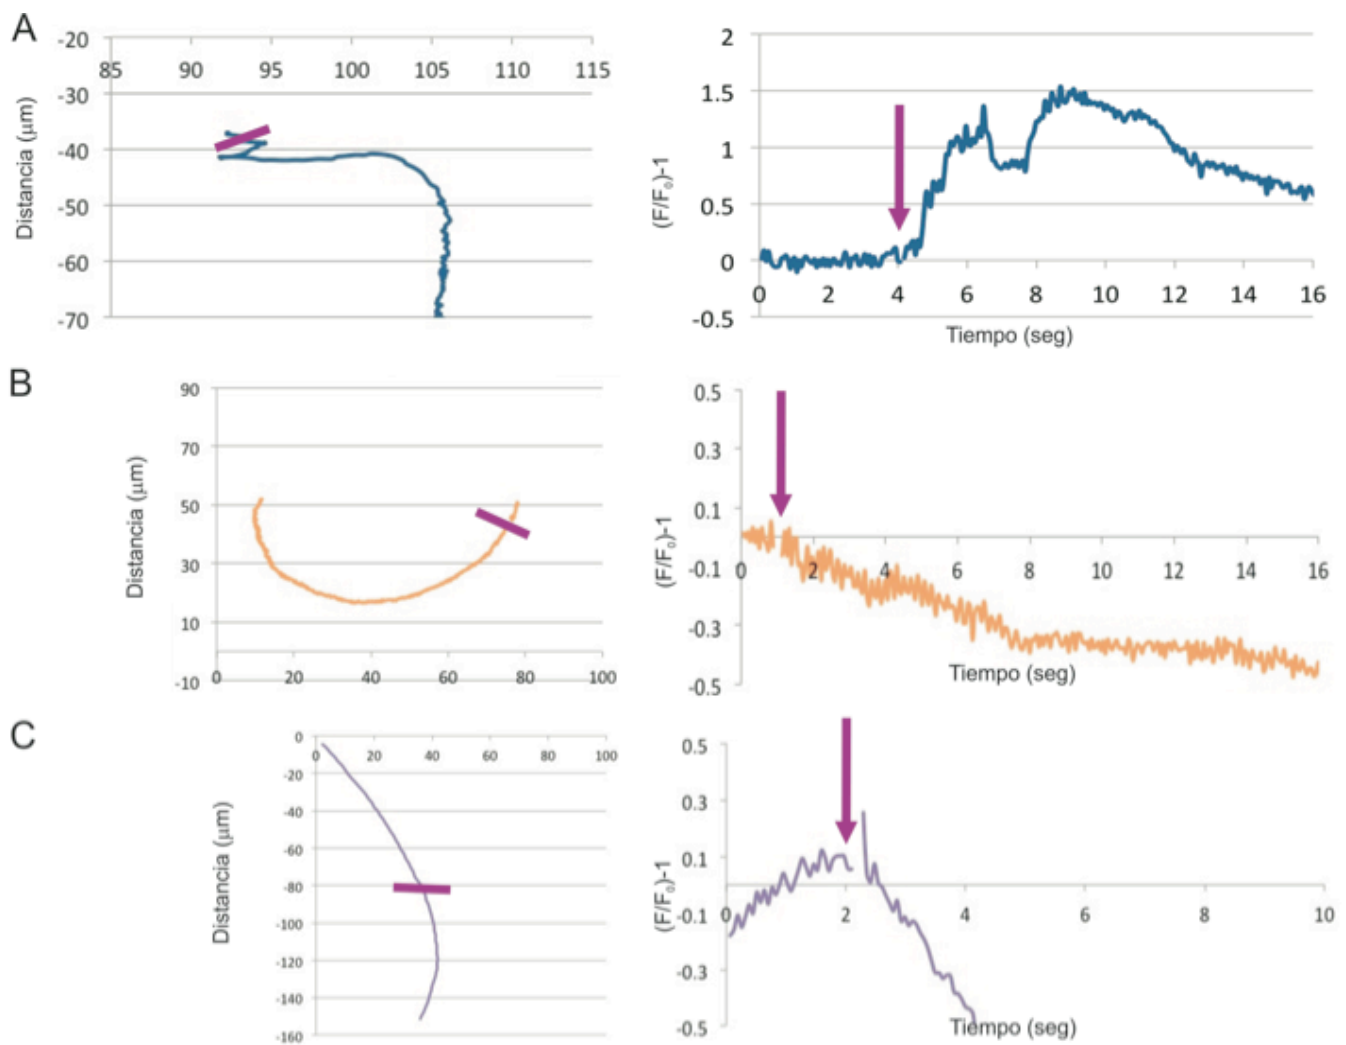 A
-20
85 90 95 100 105 110 115
-30
-40
-50
-60
-70
Distancia (μm)
2
1.5
1
0.5
0
-0.5
0 2 4 6 8 10 12 14 16
(F/F₀)-1
Tiempo (seg)
B
90
70
50
30
10
-10
0 20 40 60 80 100
Distancia (μm)
0.5
0.3
0.1
-0.1
-0.3
-0.5
0 2 4 6 8 10 12 14 16
(F/F₀)-1
Tiempo (seg)
C
0
0 20 40 60 80 100
-20
-40
-60
-80
-100
-120
-140
-160
Distancia (μm)
0.5
0.3
0.1
-0.1
-0.3
-0.5
0 2 4 6 8 10
(F/F₀)-1
Tiempo (seg)